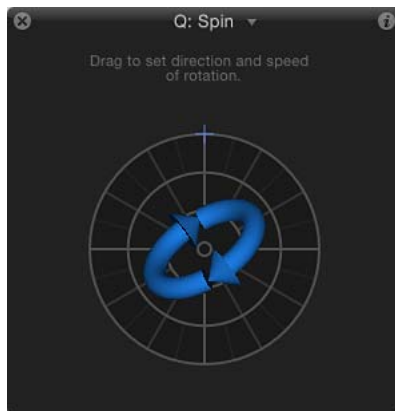 Q: Spin
Drag to set direction and speed
of rotation.